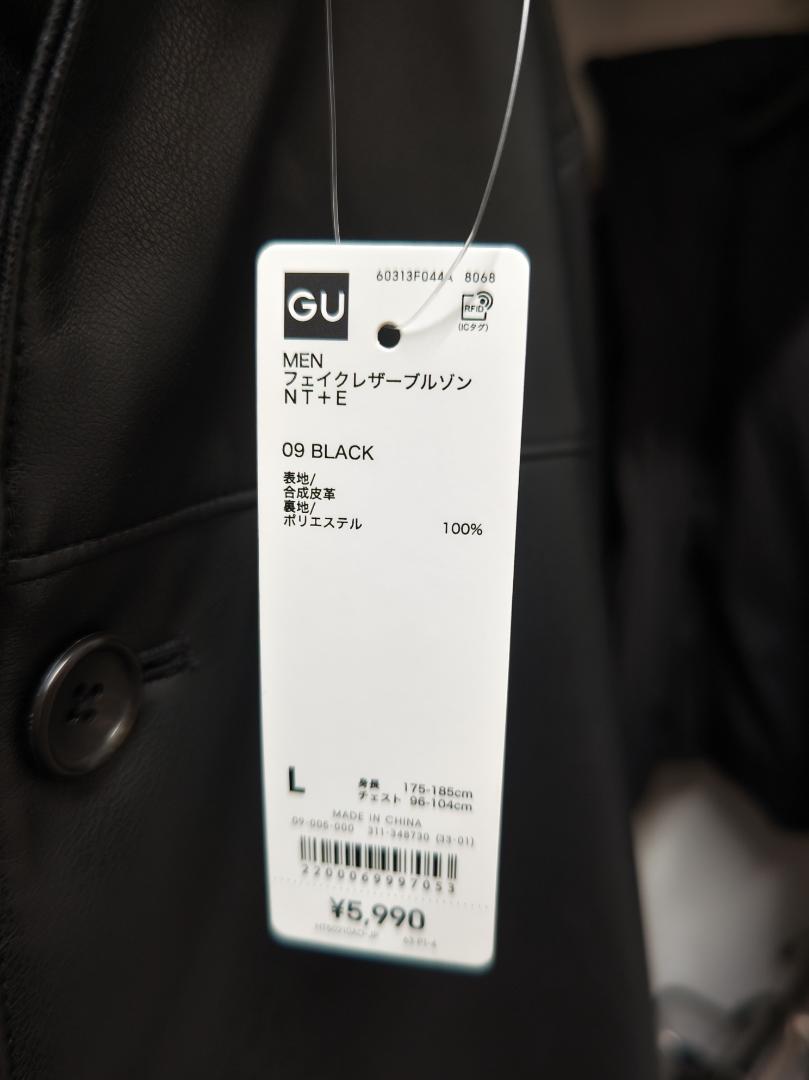 60313F044A 8068
GU
RFID
(ICタグ)
MEN
フェイクレザーブルゾン
NT+E
09 BLACK
表地/
合成皮革
裏地/
ポリエステル 100%
L 身長 175-185cm
チェスト 96-104cm
MADE IN CHINA
09-006-000 311-348730 (33-01)
2200069997053
¥5,990